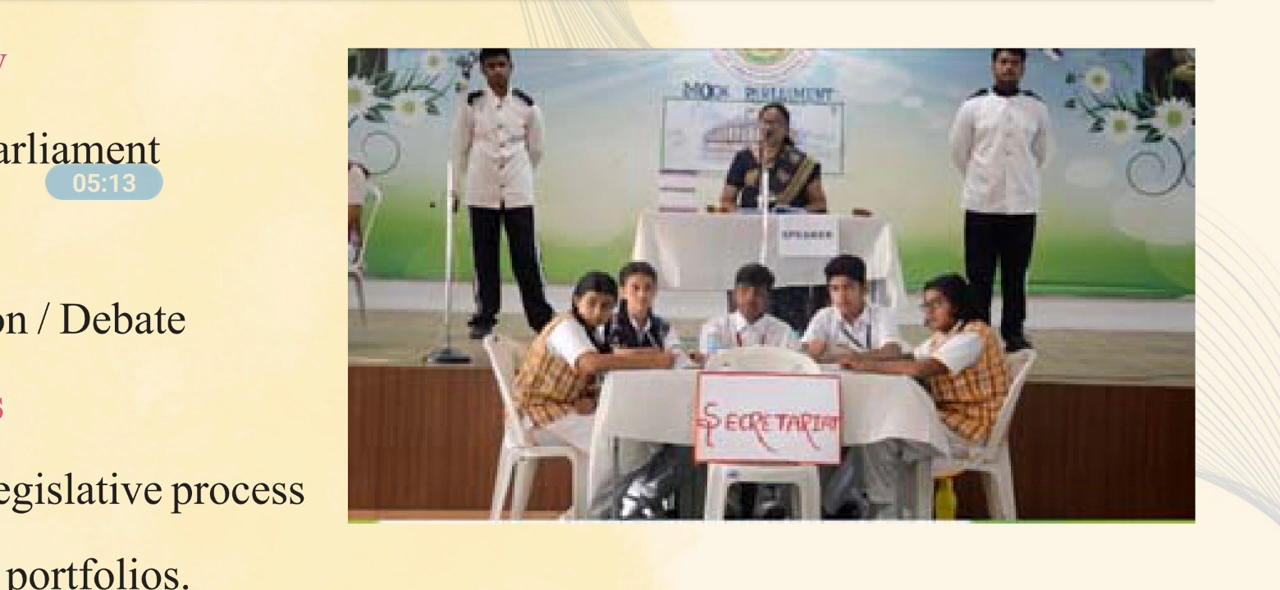 y
arliament
05:13
on / Debate
s
egislative process
portfolios.
MOCK PARLIAMENT
SPEAKER
SECRETARIAT